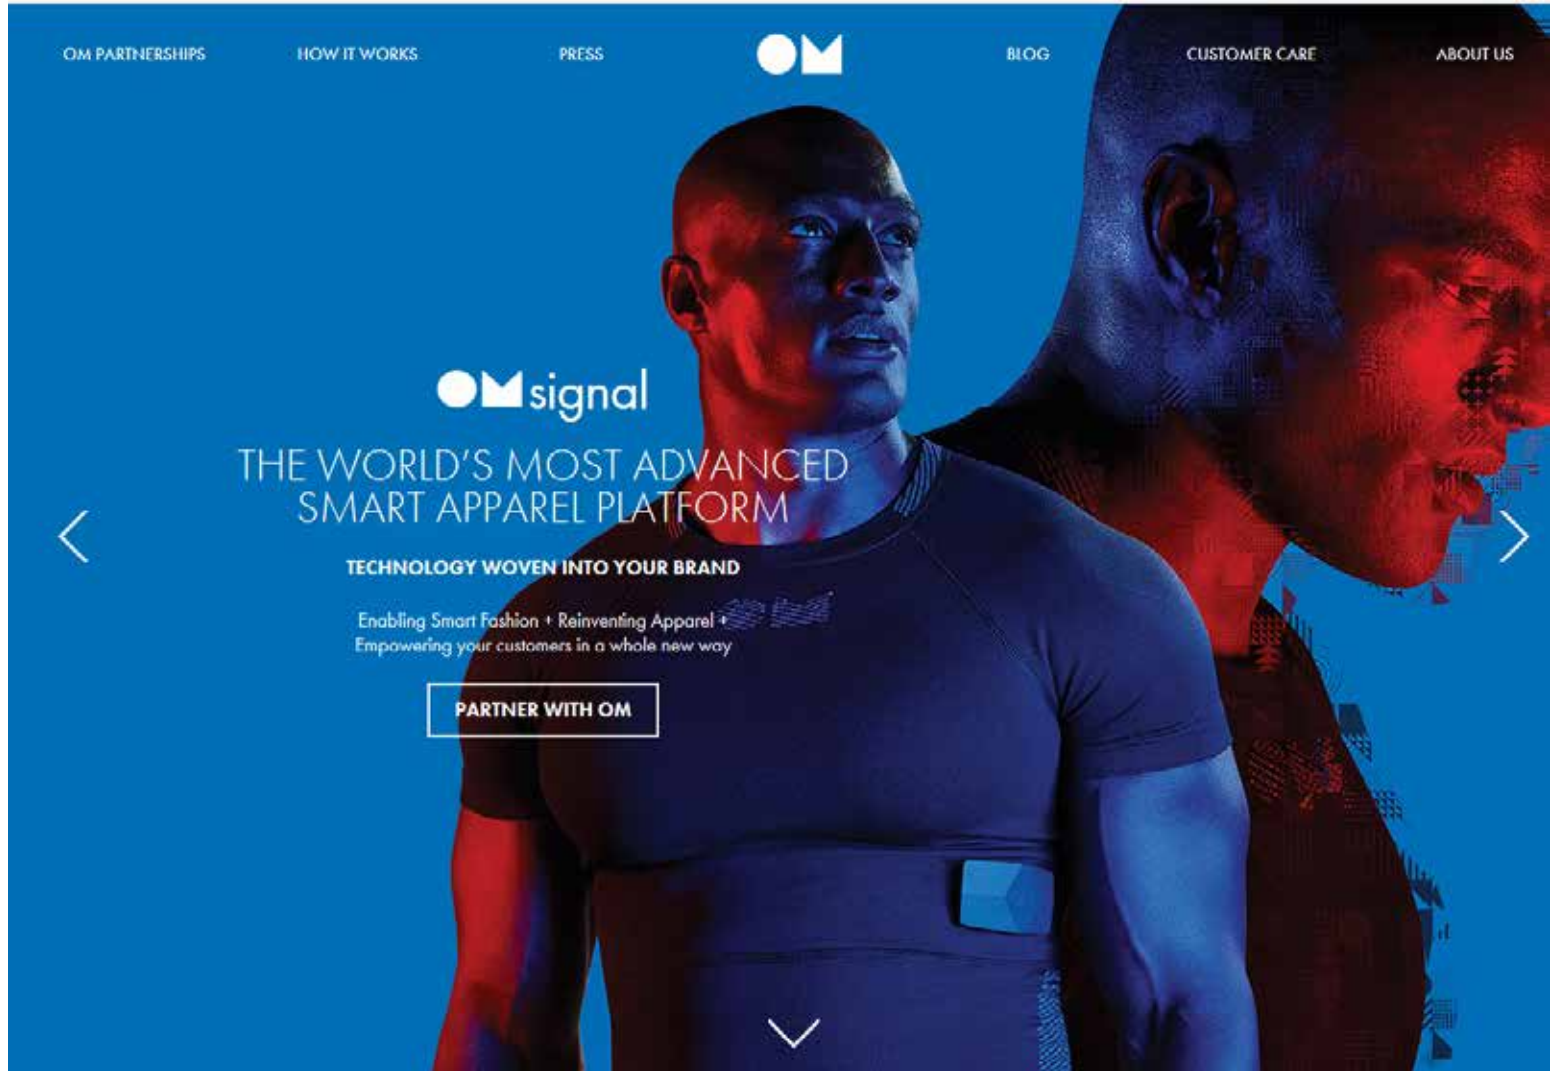 OM PARTNERSHIPS HOW IT WORKS PRESS OM BLOG CUSTOMER CARE ABOUT US
OMsignal
THE WORLD'S MOST ADVANCED
SMART APPAREL PLATFORM
TECHNOLOGY WOVEN INTO YOUR BRAND
Enabling Smart Fashion + Reinventing Apparel +
Empowering your customers in a whole new way
OM
PARTNER WITH OM